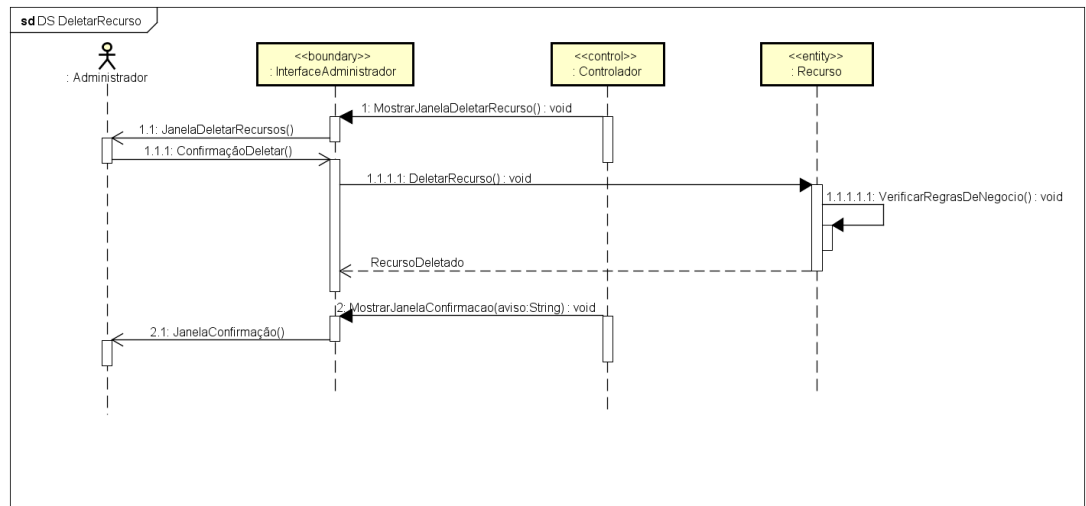 sd DS DeletarRecurso
: Administrador
<<boundary>>
: InterfaceAdministrador
<<control>>
: Controlador
<<entity>>
: Recurso
1: MostrarJanelaDeletarRecurso() : void
1.1: JanelaDeletarRecursos()
1.1.1: ConfirmaçãoDeletar()
1.1.1.1: DeletarRecurso() : void
1.1.1.1.1: VerificarRegrasDeNegocio() : void
RecursoDeletado
2: MostrarJanelaConfirmacao(aviso:String) : void
2.1: JanelaConfirmação()